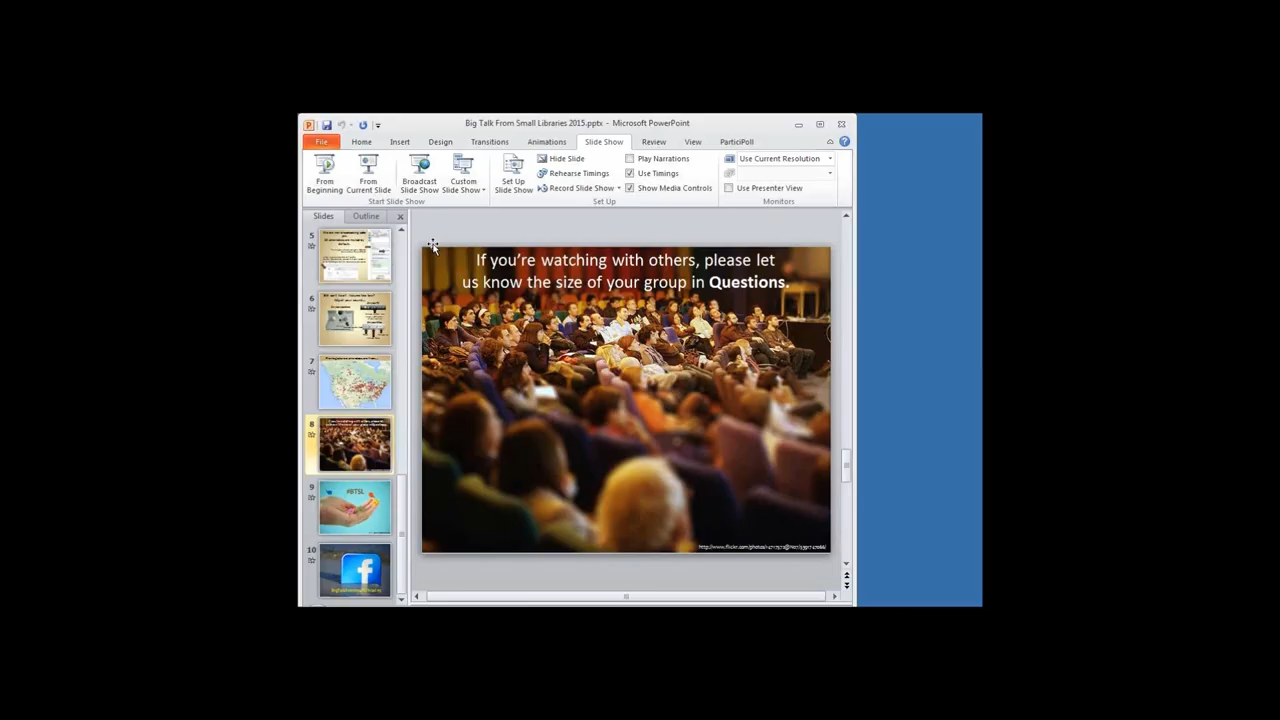 Big Talk From Small Libraries 2015.pptx - Microsoft PowerPoint
File Home Insert Design Transitions Animations Slide Show Review View ParticiPoll
From Beginning
From Current Slide
Broadcast Slide Show
Custom Slide Show
Start Slide Show
Set Up Slide Show
Hide Slide
Rehearse Timings
Record Slide Show
Play Narrations
Use Timings
Show Media Controls
Set Up
Use Current Resolution
Use Presenter View
Monitors
Slides Outline
5
6
7
8
9
#BTSL
10
If you're watching with others, please let
us know the size of your group in Questions.